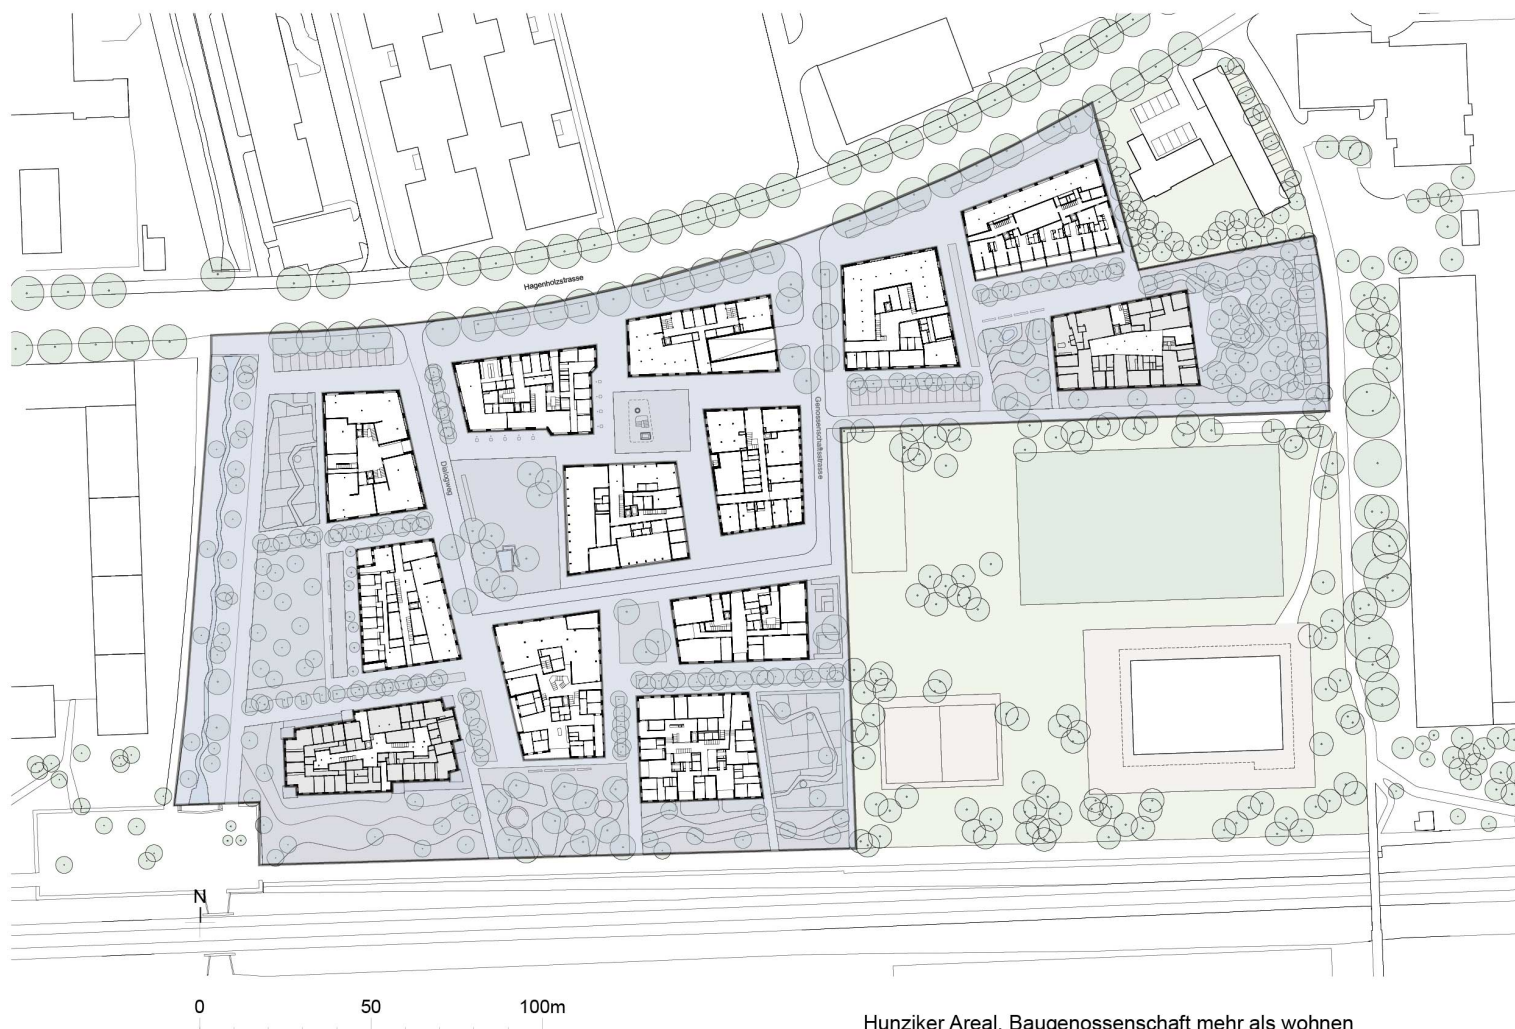 Hagenholzstrasse
Genossenschaftsstrasse
Dialogweg
N
0 50 100m
Hunziker Areal, Baugenossenschaft mehr als wohnen